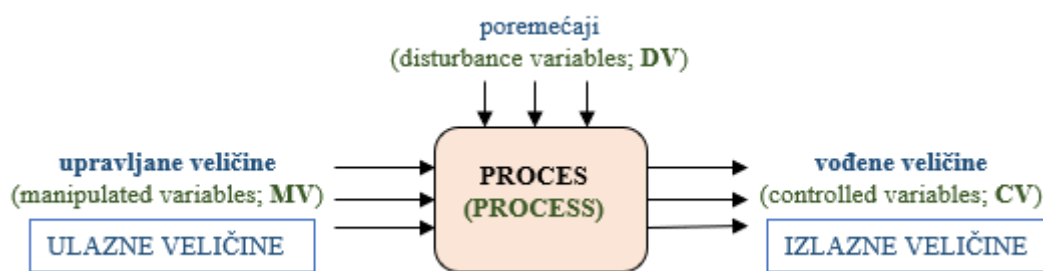 poremećaji
(disturbance variables; DV)
upravljane veličine
(manipulated variables; MV)
ULAZNE VELIČINE
PROCES
(PROCESS)
vođene veličine
(controlled variables; CV)
IZLAZNE VELIČINE